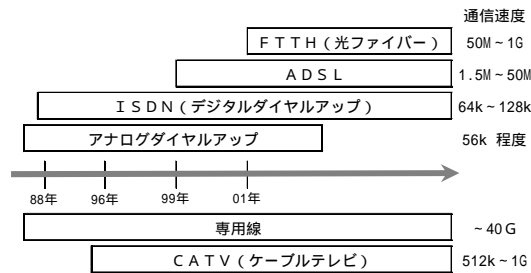 通信速度
ＦＴＴＨ（光ファイバー） 50M~1G
ＡＤＳＬ 1.5M~50M
ＩＳＤＮ（デジタルダイヤルアップ） 64k~128k
アナログダイヤルアップ 56k 程度
88年 96年 99年 01年
専用線 ~40G
ＣＡＴＶ（ケーブルテレビ） 512k~1G